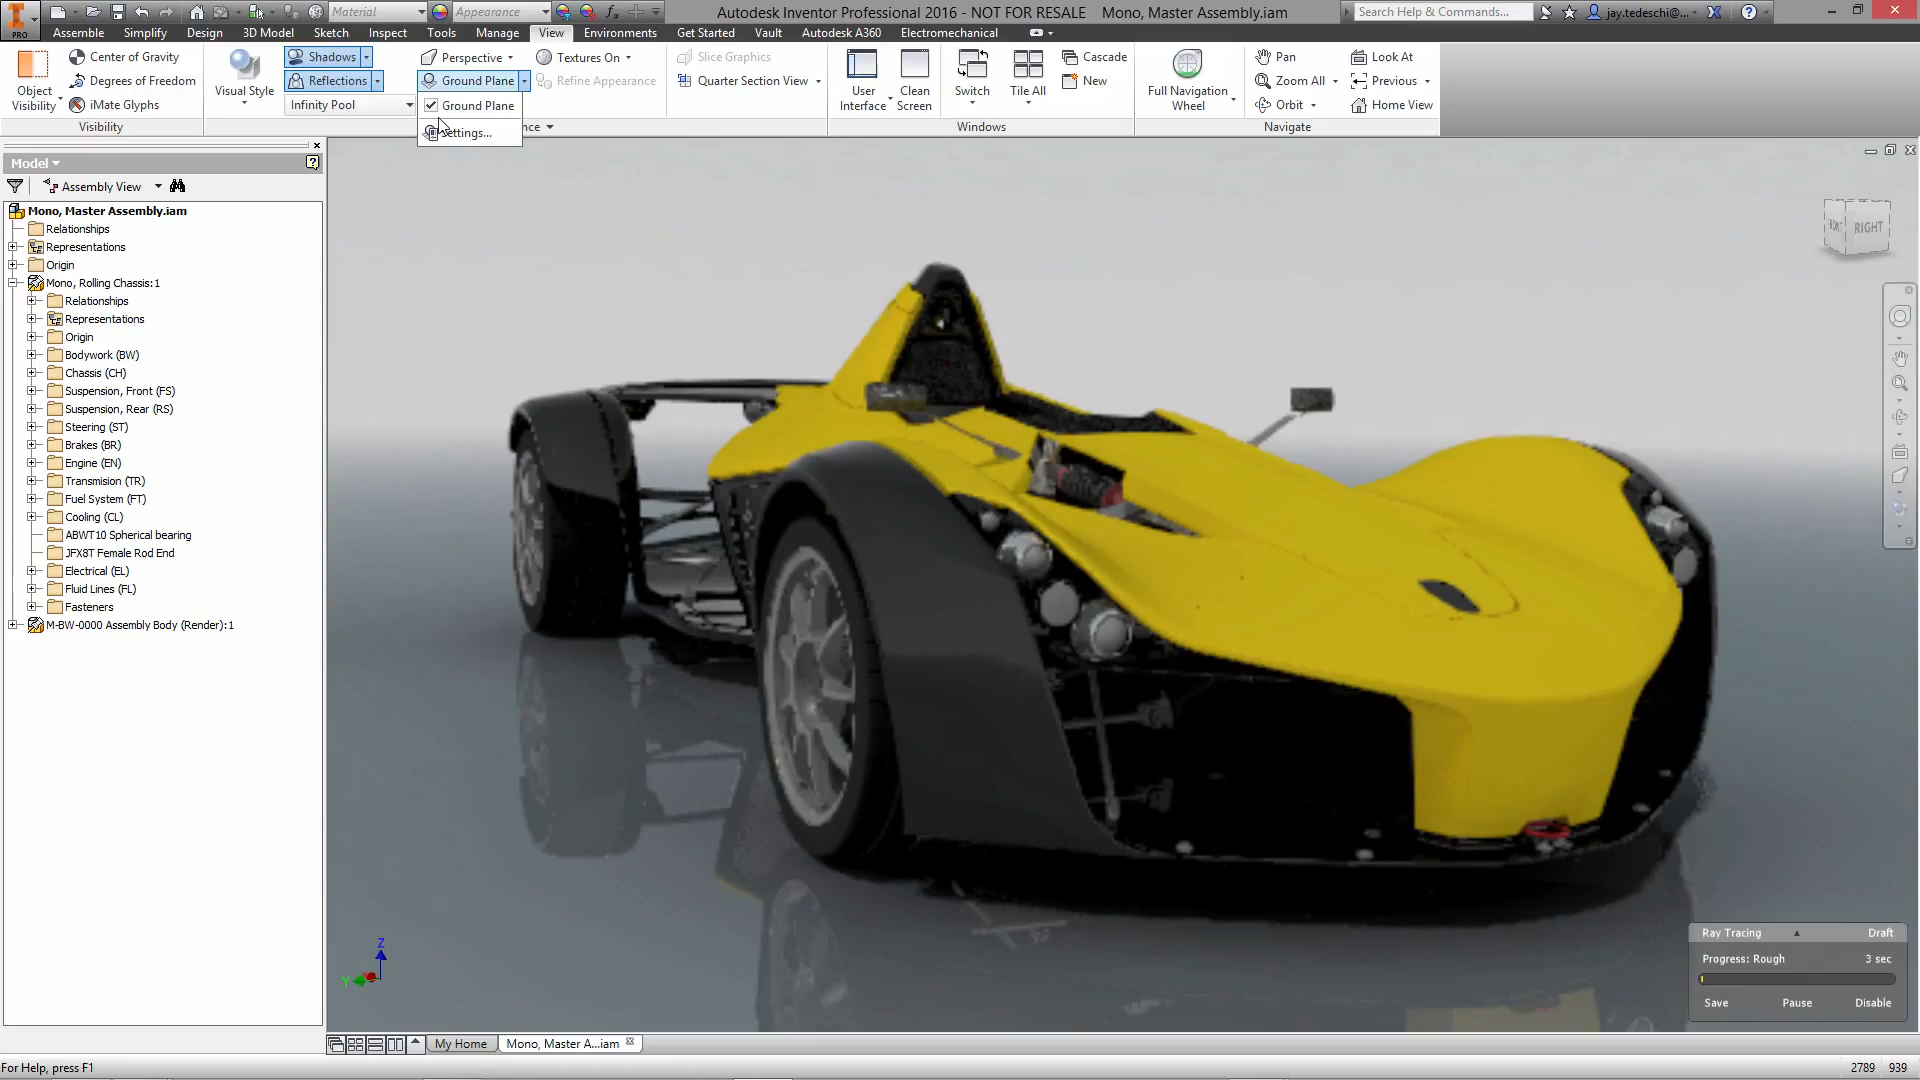 Material
Appearance
Autodesk Inventor Professional 2016 - NOT FOR RESALE Mono, Master Assembly.iam
Search Help & Commands...
jay.tedeschi@...
PRO
Assemble Simplify Design 3D Model Sketch Inspect Tools Manage View Environments Get Started Vault Autodesk A360 Electromechanical
Object Visibility
Center of Gravity
Degrees of Freedom
iMate Glyphs
Visibility
Visual Style
Shadows
Reflections
Infinity Pool
Perspective
Ground Plane
Ground Plane
ettings...
nce
Textures On
Refine Appearance
Slice Graphics
Quarter Section View
User Interface
Clean Screen
Switch
Tile All
Cascade
New
Windows
Full Navigation Wheel
Pan
Zoom All
Orbit
Look At
Previous
Home View
Navigate
Model
Assembly View
Mono, Master Assembly.iam
Relationships
Representations
Origin
Mono, Rolling Chassis:1
Relationships
Representations
Origin
Bodywork (BW)
Chassis (CH)
Suspension, Front (FS)
Suspension, Rear (RS)
Steering (ST)
Brakes (BR)
Engine (EN)
Transmision (TR)
Fuel System (FT)
Cooling (CL)
ABWT10 Spherical bearing
JFX8T Female Rod End
Electrical (EL)
Fluid Lines (FL)
Fasteners
M-BW-0000 Assembly Body (Render):1
FRONT RIGHT
Z
Y
Ray Tracing Draft
Progress: Rough 3 sec
Save Pause Disable
My Home Mono, Master A...iam
For Help, press F1
2789 939